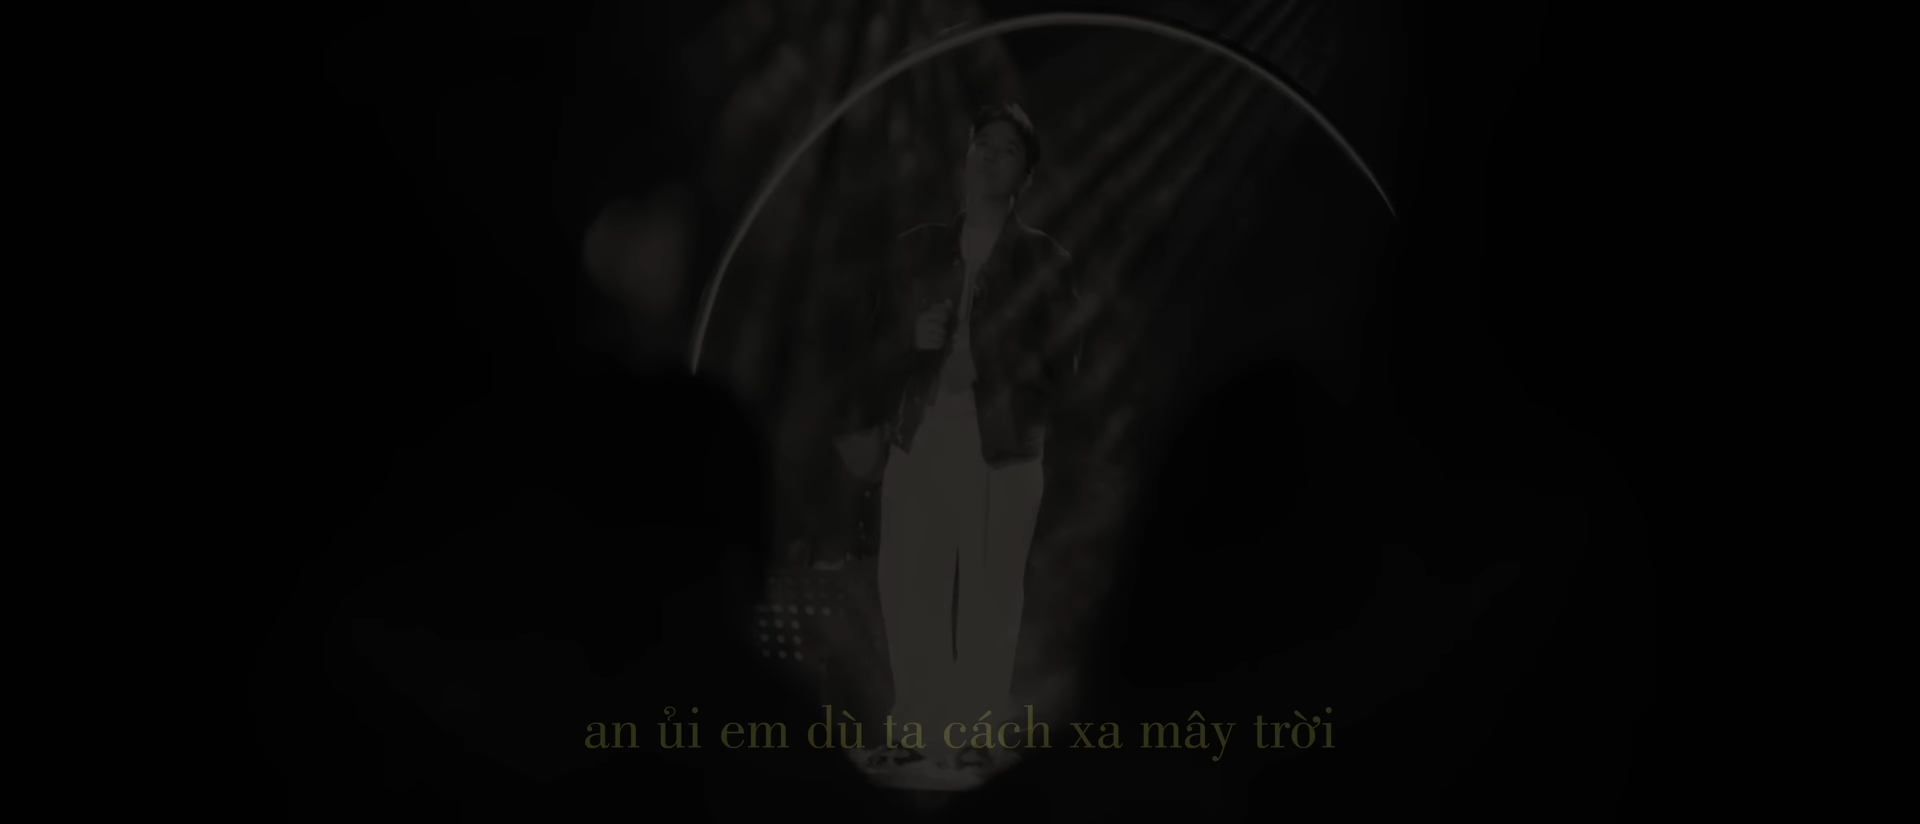 an ủi em dù ta cách xa mây trời